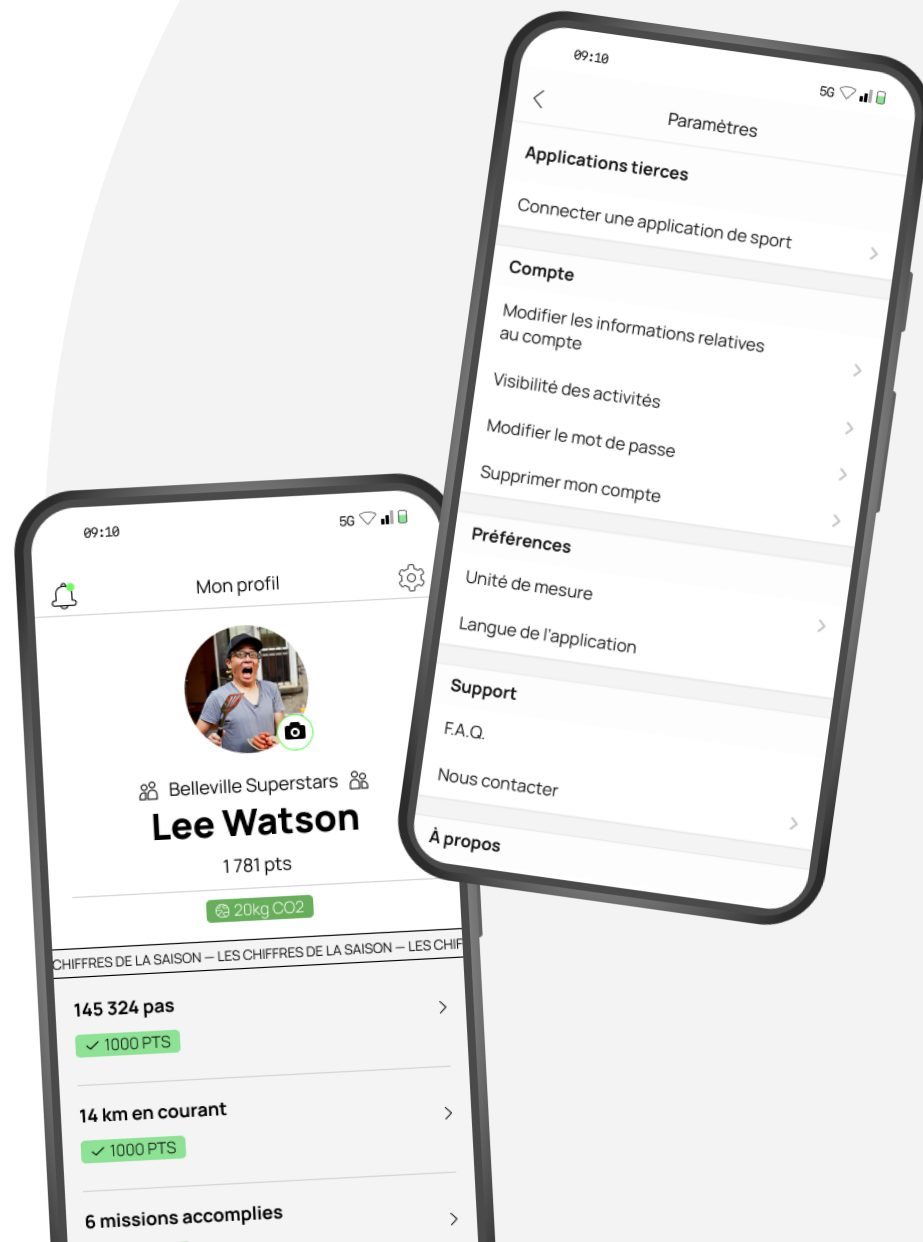 09:10
5G
Paramètres
Applications tierces
Connecter une application de sport
Compte
Modifier les informations relatives
au compte
Visibilité des activités
Modifier le mot de passe
Supprimer mon compte
Préférences
Unité de mesure
Langue de l'application
Support
F.A.Q.
Nous contacter
À propos
09:10
5G
Mon profil
Belleville Superstars
Lee Watson
1 781 pts
20kg CO2
CHIFFRES DE LA SAISON — LES CHIFFRES DE LA SAISON — LES CHIF
145 324 pas
1000 PTS
14 km en courant
1000 PTS
6 missions accomplies